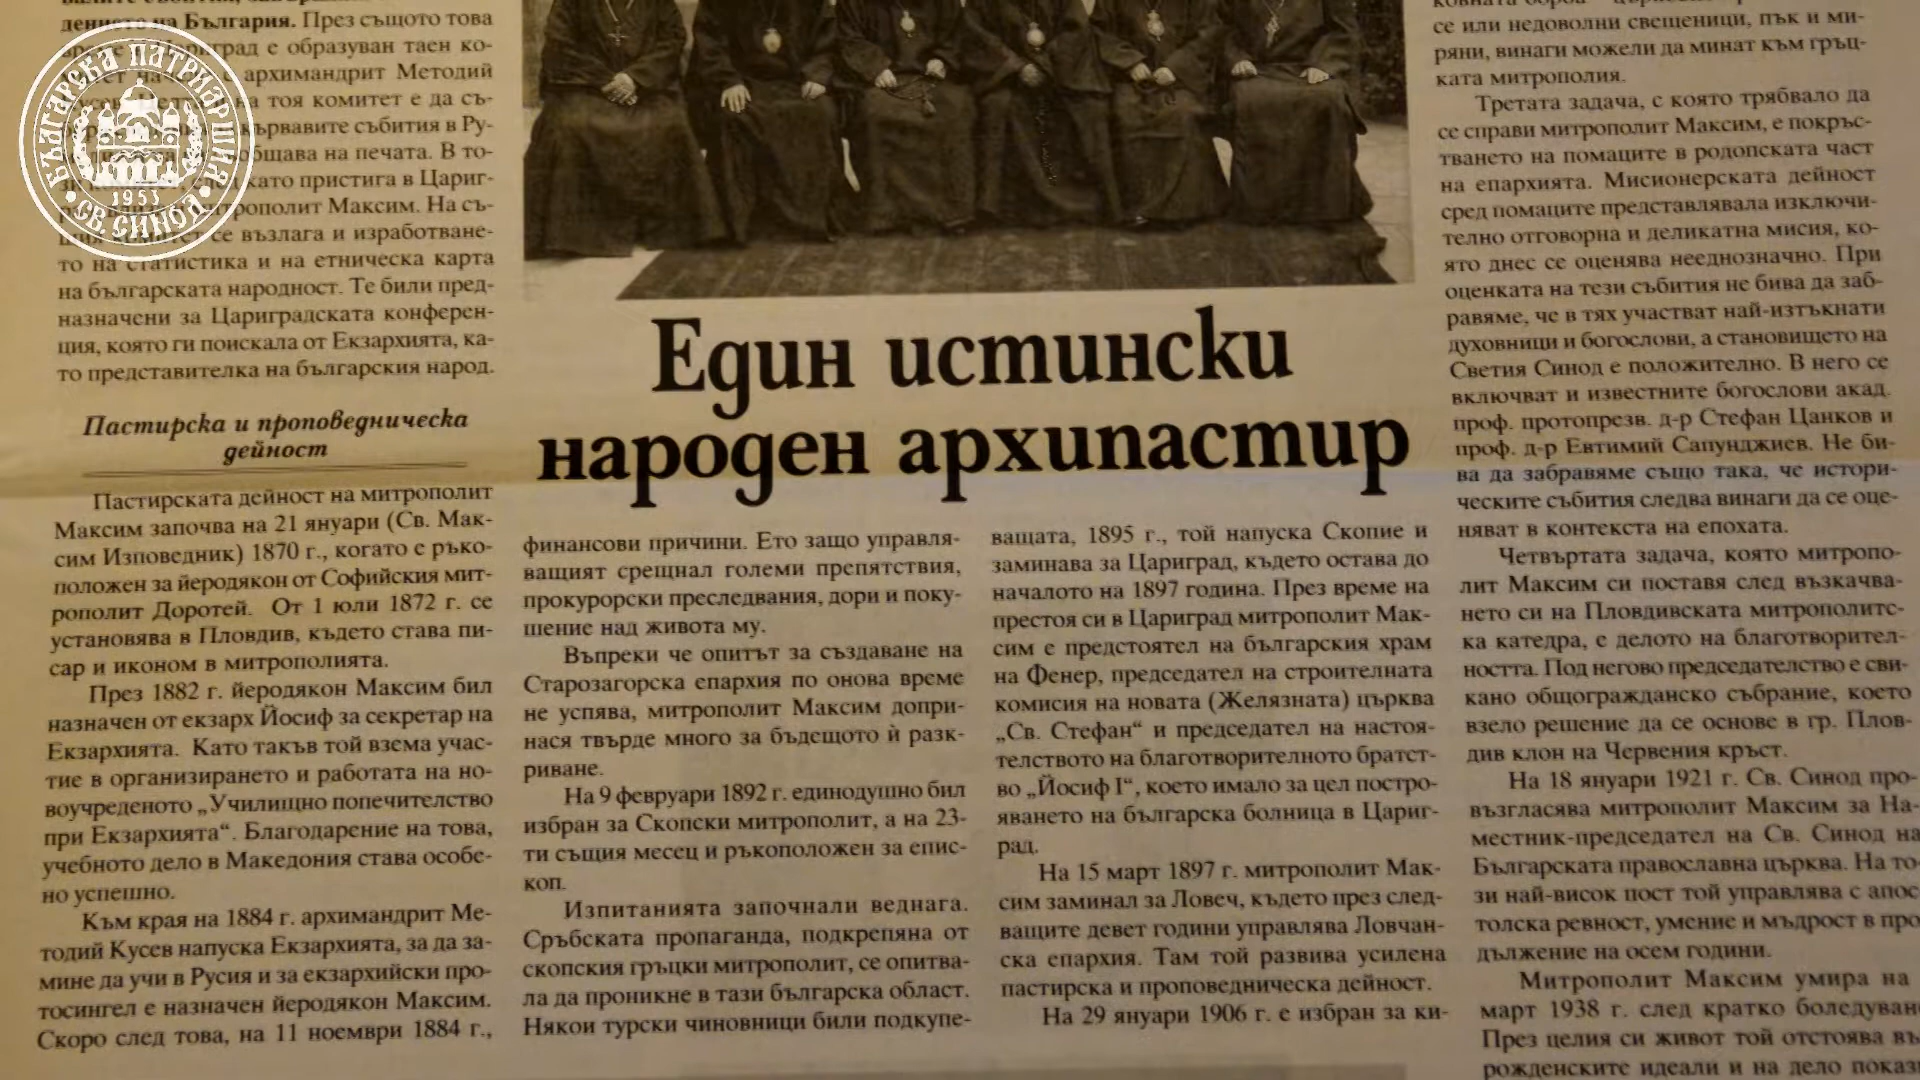 БЪЛГАРСКА ПАТРИАРШИЯ
1953
СВ. СИНОД
дението на България. През същото това
Цариград е образуван таен ко-
архимандрит Методий
на тоя комитет е да съ-
кървавите събития в Ру-
общава на печата. В то-
като пристига в Цариг-
митрополит Максим. На съ-
щия комитет се възлага и изработване-
то на статистика и на етническа карта
на българската народност. Те били пред-
назначени за Цариградската конферен-
ция, която ги поискала от Екзархията, ка-
то представителка на българския народ.
Пастирска и проповедническа
дейност
Пастирската дейност на митрополит
Максим започва на 21 януари (Св. Мак-
сим Изповедник) 1870 г., когато е ръко-
положен за йеродякон от Софийския мит-
рополит Доротей. От 1 юли 1872 г. се
установява в Пловдив, където става пи-
сар и иконом в митрополията.
През 1882 г. йеродякон Максим бил
назначен от екзарх Йосиф за секретар на
Екзархията. Като такъв той взема учас-
тие в организирането и работата на но-
воучреденото „Училищно попечителство
при Екзархията“. Благодарение на това,
учебното дело в Македония става особе-
но успешно.
Към края на 1884 г. архимандрит Ме-
тодий Кусев напуска Екзархията, за да за-
мине да учи в Русия и за екзархийски про-
тосингел е назначен йеродякон Максим.
Скоро след това, на 11 ноември 1884 г.,
Един истински
народен архипастир
финансови причини. Ето защо управля-
ващият срещнал големи препятствия,
прокурорски преследвания, дори и поку-
шение над живота му.
Въпреки че опитът за създаване на
Старозагорска епархия по онова време
не успява, митрополит Максим допри-
нася твърде много за бъдещото ѝ разк-
риване.
На 9 февруари 1892 г. единодушно бил
избран за Скопски митрополит, а на 23-
ти същия месец и ръкоположен за епис-
коп.
Изпитанията започнали веднага.
Сръбската пропаганда, подкрепяна от
скопския гръцки митрополит, се опитва-
ла да проникне в тази българска област.
Някои турски чиновници били подкупе-
ващата, 1895 г., той напуска Скопие и
заминава за Цариград, където остава до
началото на 1897 година. През време на
престоя си в Цариград митрополит Мак-
сим е предстоятел на българския храм
на Фенер, председател на строителната
комисия на новата (Желязната) църква
„Св. Стефан“ и председател на настоя-
телството на благотворителното братст-
во „Йосиф I“, което имало за цел постро-
яването на българска болница в Цариг-
рад.
На 15 март 1897 г. митрополит Мак-
сим заминал за Ловеч, където през след-
ващите девет години управлява Ловчан-
ска епархия. Там той развива усилена
пастирска и проповедническа дейност.
На 29 януари 1906 г. е избран за ки-
се или недоволни свещеници, пък и ми-
ряни, винаги можели да минат към гръц-
ката митрополия.
Третата задача, с която трябвало да
се справи митрополит Максим, е покръс-
тването на помаците в родопската част
на епархията. Мисионерската дейност
сред помаците представлявала изключи-
телно отговорна и деликатна мисия, ко-
ято днес се оценява нееднозначно. При
оценката на тези събития не бива да заб-
равяме, че в тях участват най-изтъкнати
духовници и богослови, а становището на
Светия Синод е положително. В него се
включват и известните богослови акад.
проф. протопрезв. д-р Стефан Цанков и
проф. д-р Евтимий Сапунджиев. Не би-
ва да забравяме също така, че истори-
ческите събития следва винаги да се оце-
няват в контекста на епохата.
Четвъртата задача, която митропо-
лит Максим си поставя след възкачва-
нето си на Пловдивската митрополитс-
ка катедра, е делото на благотворител-
ността. Под негово председателство е сви-
кано общогражданско събрание, което
взело решение да се основе в гр. Плов-
див клон на Червения кръст.
На 18 януари 1921 г. Св. Синод про-
възгласява митрополит Максим за На-
местник-председател на Св. Синод на
Българската православна църква. На то-
зи най-висок пост той управлява с апос-
толска ревност, умение и мъдрост в про-
дължение на осем години.
Митрополит Максим умира на
март 1938 г. след кратко боледуван
През целия си живот той отстоява въ
рожденските идеали и на дело показ